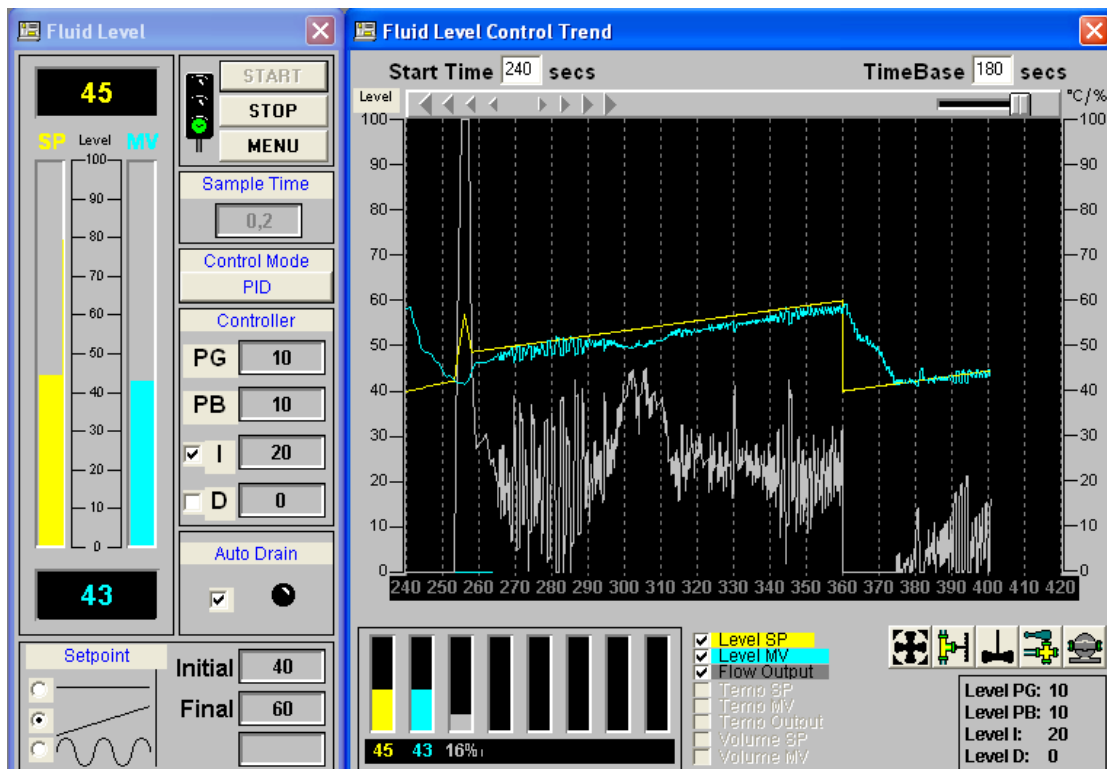 Fluid Level
45
SP Level MV
100
90
80
70
60
50
40
30
20
10
0
43
START
STOP
MENU
Sample Time
0,2
Control Mode
PID
Controller
PG 10
PB 10
I 20
D 0
Auto Drain
Setpoint
Initial 40
Final 60
Fluid Level Control Trend
Start Time 240 secs
TimeBase 180 secs
Level
°C/%
100 100
90 90
80 80
70 70
60 60
50 50
40 40
30 30
20 20
10 10
0 0
240 250 260 270 280 290 300 310 320 330 340 350 360 370 380 390 400 410 420
45 43 16%
Level SP
Level MV
Flow Output
Temo SP
Temo MV
Temo Output
Volume SP
Volume MV
Level PG: 10
Level PB: 10
Level I: 20
Level D: 0